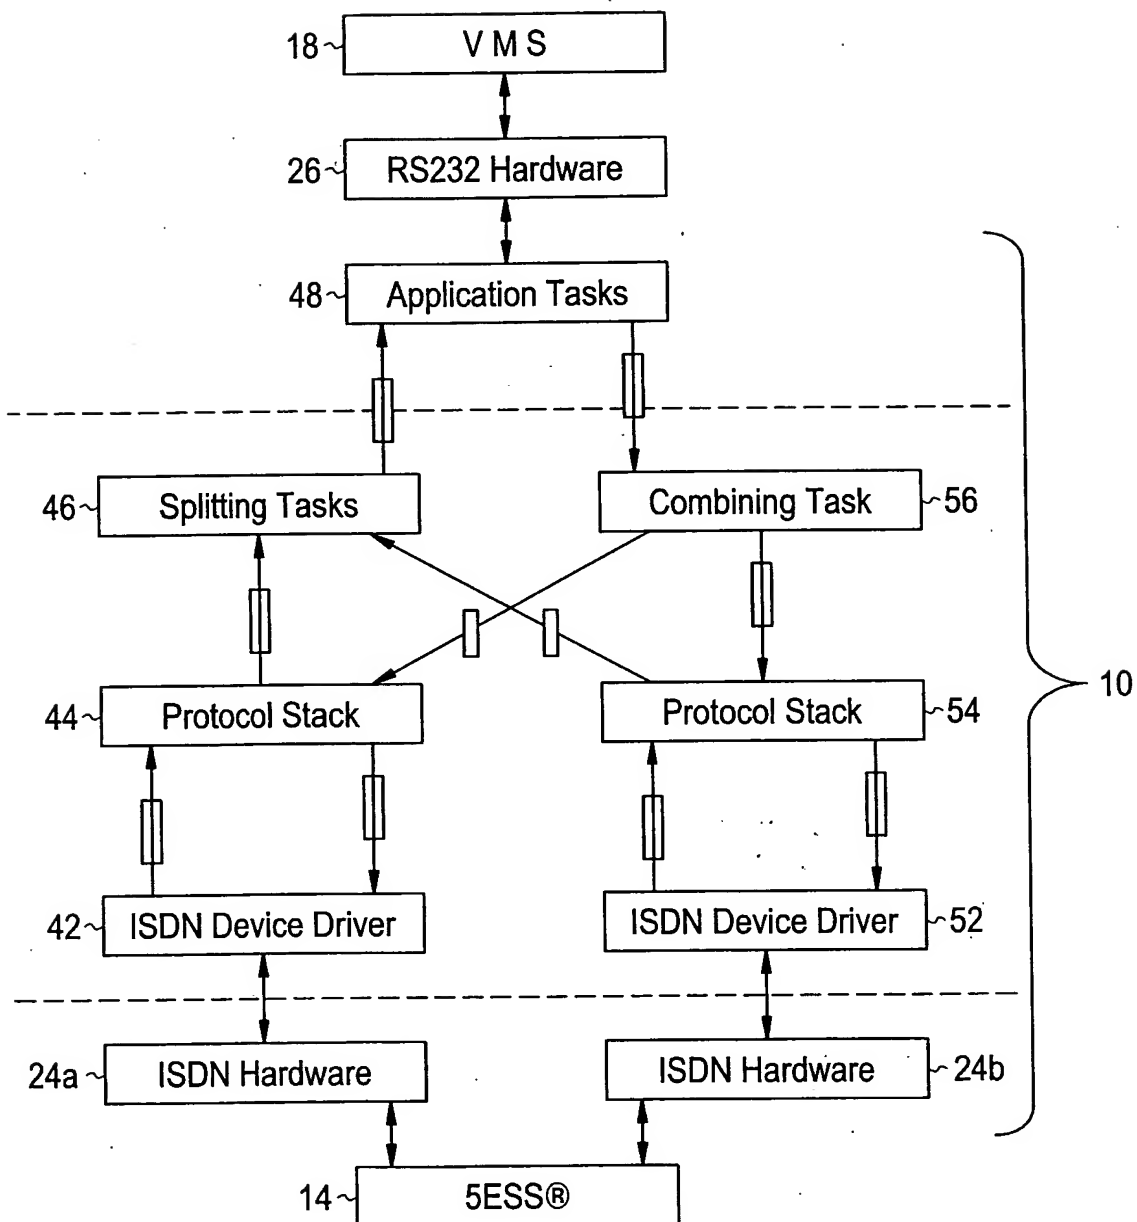 18 VMS
26 RS232 Hardware
48 Application Tasks
46 Splitting Tasks
Combining Task 56
10
44 Protocol Stack
Protocol Stack 54
42 ISDN Device Driver
ISDN Device Driver 52
24a ISDN Hardware
ISDN Hardware 24b
14 5ESS®